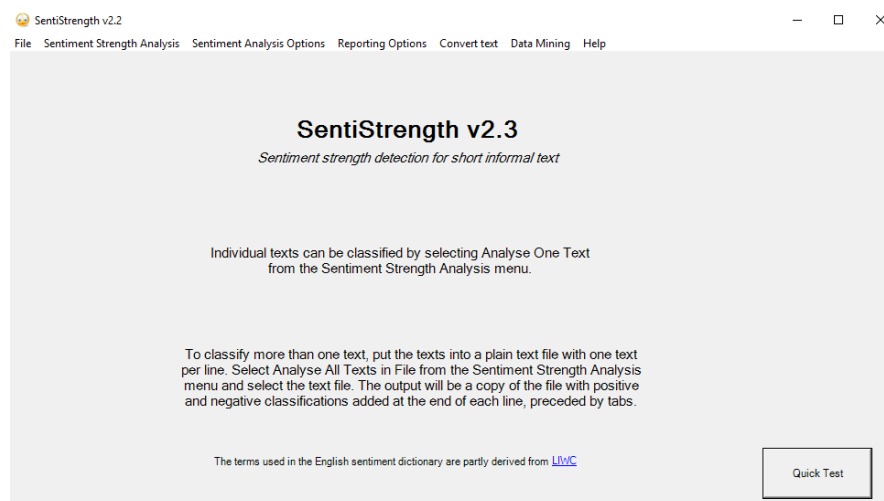 SentiStrength v2.2
File Sentiment Strength Analysis Sentiment Analysis Options Reporting Options Convert text Data Mining Help
SentiStrength v2.3
Sentiment strength detection for short informal text
Individual texts can be classified by selecting Analyse One Text
from the Sentiment Strength Analysis menu.
To classify more than one text, put the texts into a plain text file with one text
per line. Select Analyse All Texts in File from the Sentiment Strength Analysis
menu and select the text file. The output will be a copy of the file with positive
and negative classifications added at the end of each line, preceded by tabs.
The terms used in the English sentiment dictionary are partly derived from LIWC
Quick Test